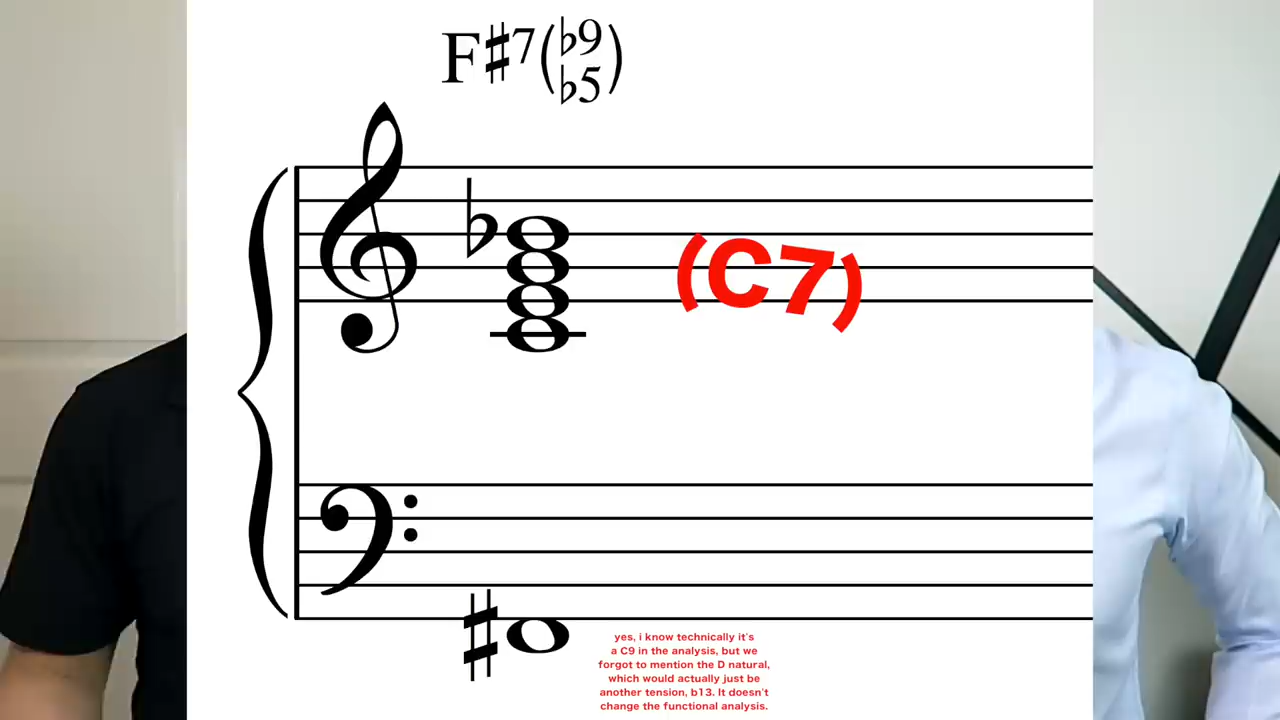 F♯7(♭9
♭5)
(C7)
yes, i know technically it's
a C9 in the analysis, but we
forgot to mention the D natural,
which would actually just be
another tension, b13. It doesn't
change the functional analysis.